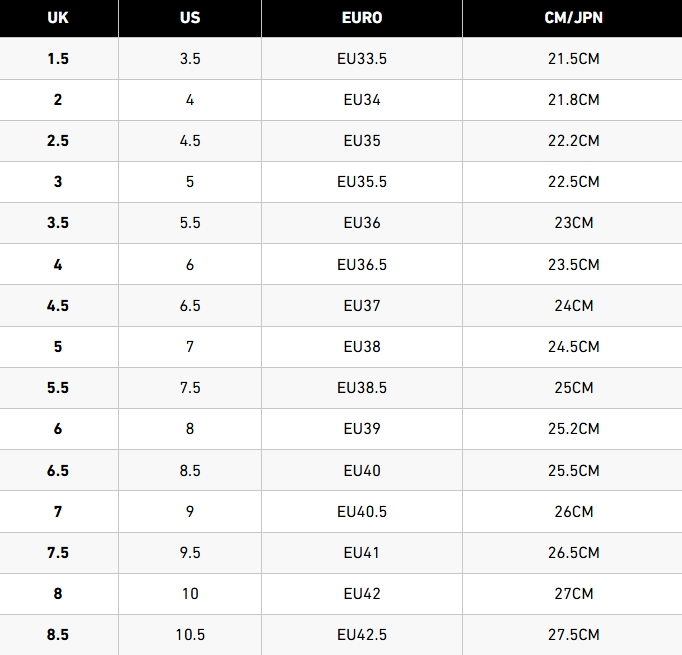 UK US EURO CM/JPN
1.5 3.5 EU33.5 21.5CM
2 4 EU34 21.8CM
2.5 4.5 EU35 22.2CM
3 5 EU35.5 22.5CM
3.5 5.5 EU36 23CM
4 6 EU36.5 23.5CM
4.5 6.5 EU37 24CM
5 7 EU38 24.5CM
5.5 7.5 EU38.5 25CM
6 8 EU39 25.2CM
6.5 8.5 EU40 25.5CM
7 9 EU40.5 26CM
7.5 9.5 EU41 26.5CM
8 10 EU42 27CM
8.5 10.5 EU42.5 27.5CM